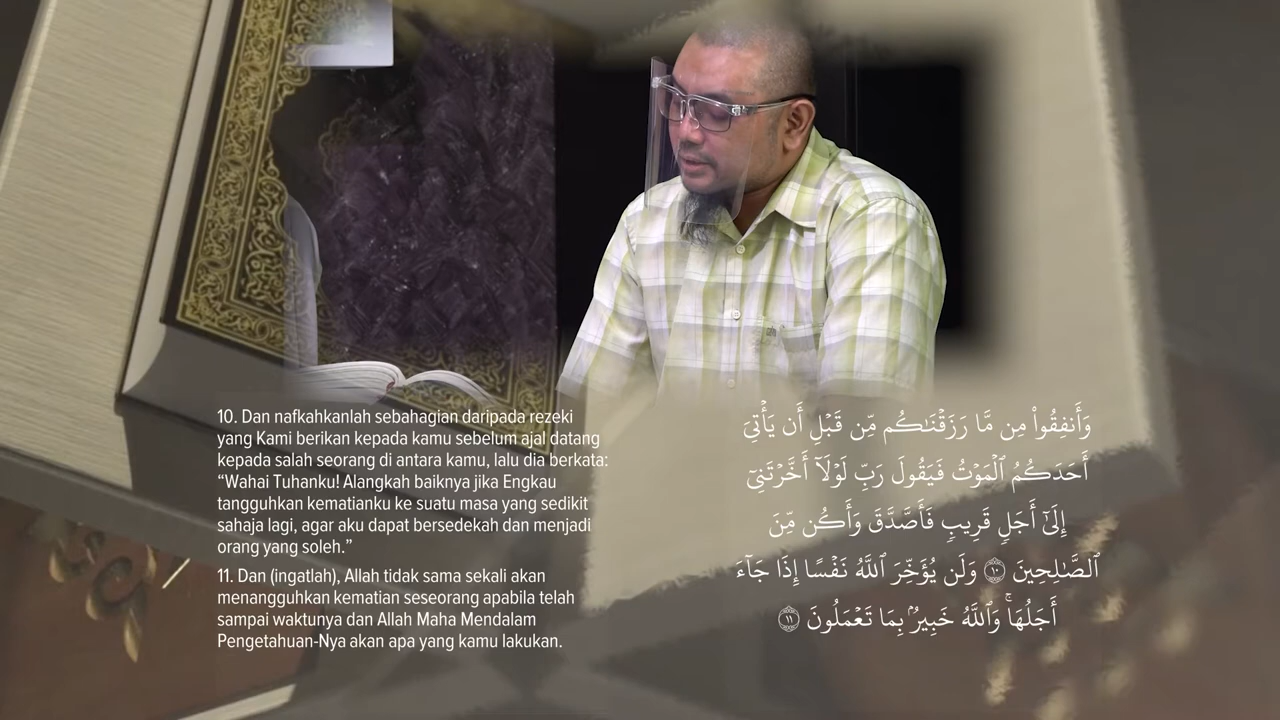 10. Dan nafkahkanlah sebahagian daripada rezeki
yang Kami berikan kepada kamu sebelum ajal datang
kepada salah seorang di antara kamu, lalu dia berkata:
“Wahai Tuhanku! Alangkah baiknya jika Engkau
tangguhkan kematianku ke suatu masa yang sedikit
sahaja lagi, agar aku dapat bersedekah dan menjadi
orang yang soleh.”
11. Dan (ingatlah), Allah tidak sama sekali akan
menangguhkan kematian seseorang apabila telah
sampai waktunya dan Allah Maha Mendalam
Pengetahuan-Nya akan apa yang kamu lakukan.
وَأَنفِقُوا۟ مِن مَّا رَزَقْنَـٰكُم مِّن قَبْلِ أَن يَأْتِىَ
أَحَدَكُمُ ٱلْمَوْتُ فَيَقُولَ رَبِّ لَوْلَآ أَخَّرْتَنِىٓ
إِلَىٰٓ أَجَلٍ قَرِيبٍ فَأَصَّدَّقَ وَأَكُن مِّنَ
ٱلصَّـٰلِحِينَ ١٠ وَلَن يُؤَخِّرَ ٱللَّهُ نَفْسًا إِذَا جَآءَ
أَجَلُهَا ۚ وَٱللَّهُ خَبِيرٌۢ بِمَا تَعْمَلُونَ ١١